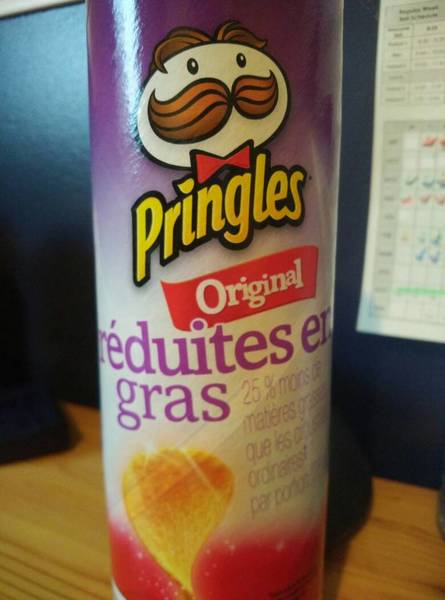 Pringles
Original
réduites en
gras
25 % moins de
matières grasses
que les
ordinaires
par portion